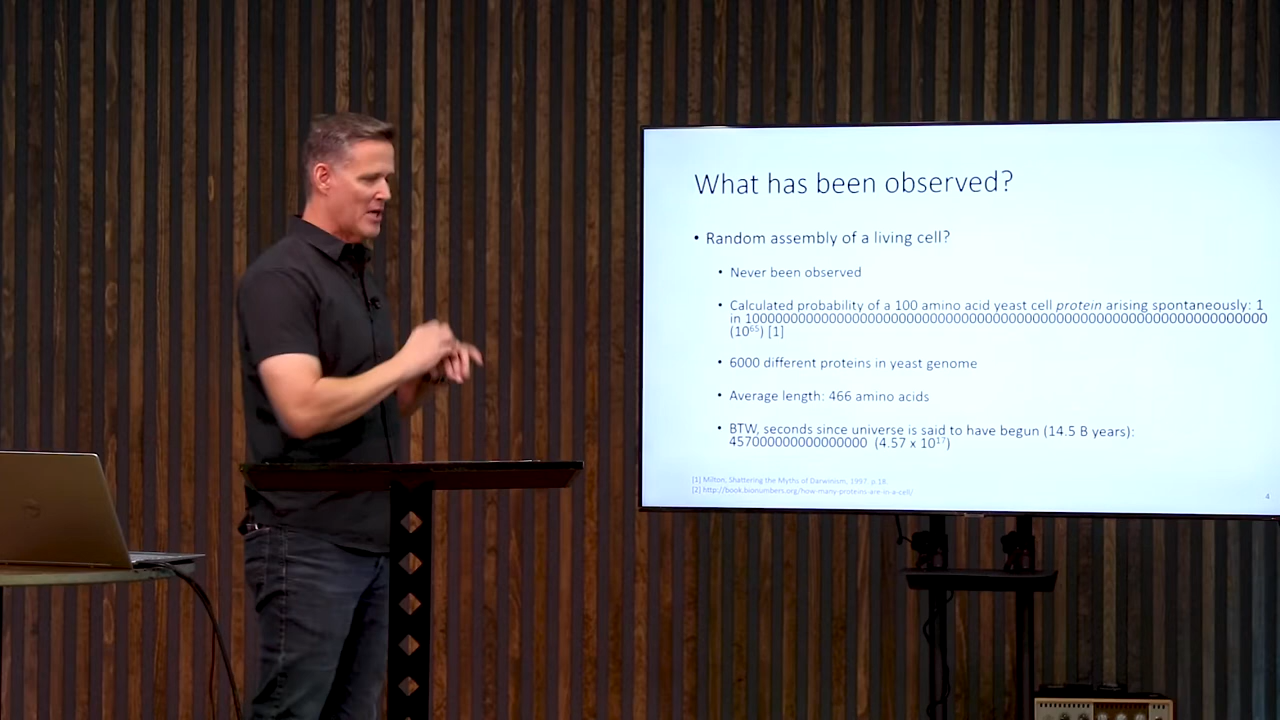 What has been observed?
• Random assembly of a living cell?
• Never been observed
• Calculated probability of a 100 amino acid yeast cell protein arising spontaneously: 1
in 100000000000000000000000000000000000000000000000000000000000000000
(10⁶⁵) [1]
• 6000 different proteins in yeast genome
• Average length: 466 amino acids
• BTW, seconds since universe is said to have begun (14.5 B years):
457000000000000000 (4.57 x 10¹⁷)
[1] Milton, Shattering the Myths of Darwinism, 1997. p.18.
[2] http://book.bionumbers.org/how-many-proteins-are-in-a-cell/
4